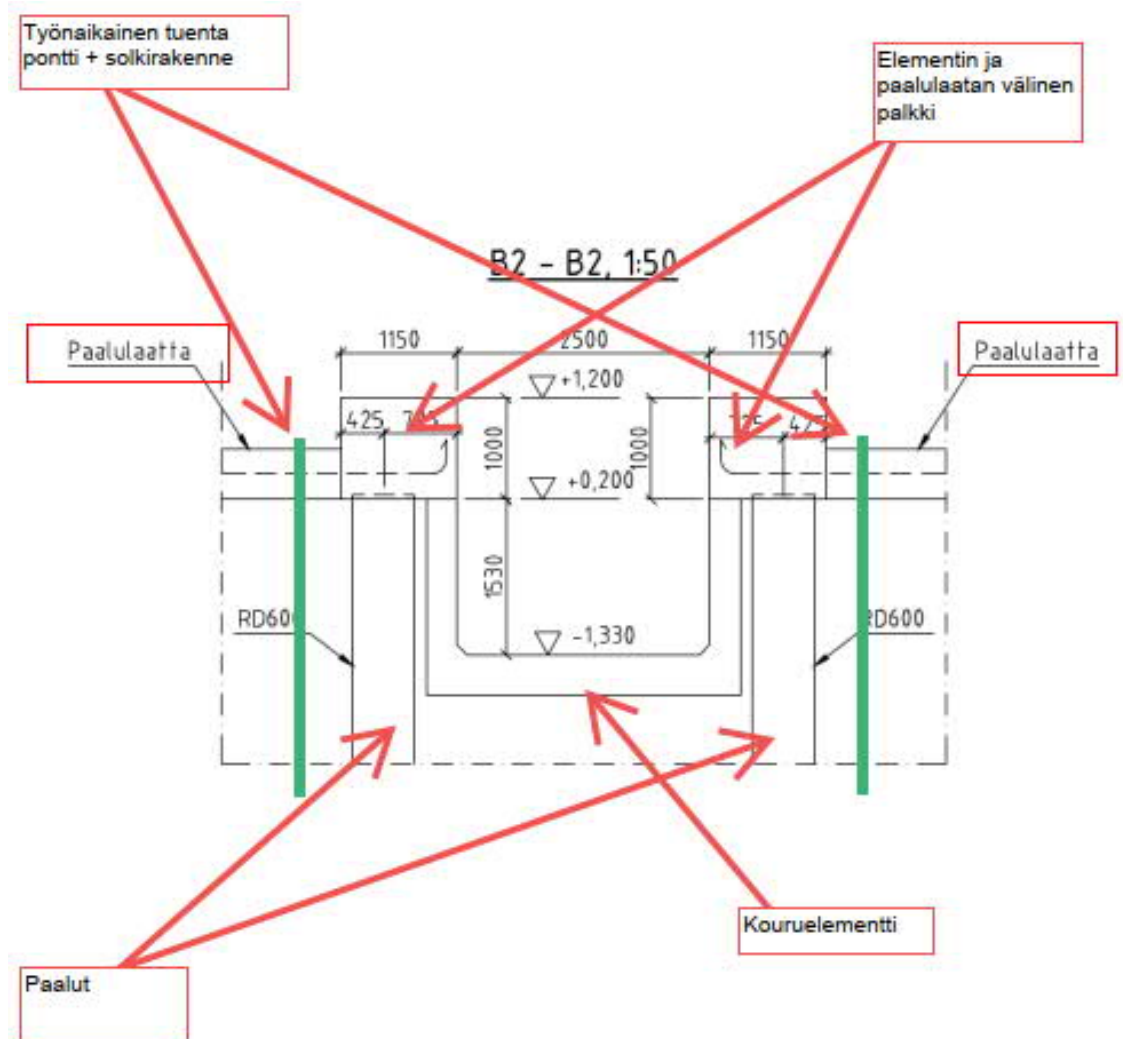 Työnaikainen tuenta
pontti + solkirakenne
Elementin ja
paalulaatan välinen
palkki
B2 - B2, 1:50
Paalulaatta
1150
2500
1150
Paalulaatta
+1,200
425
1000
1000
+0,200
1530
RD600
-1,330
RD600
Kouruelementti
Paalut